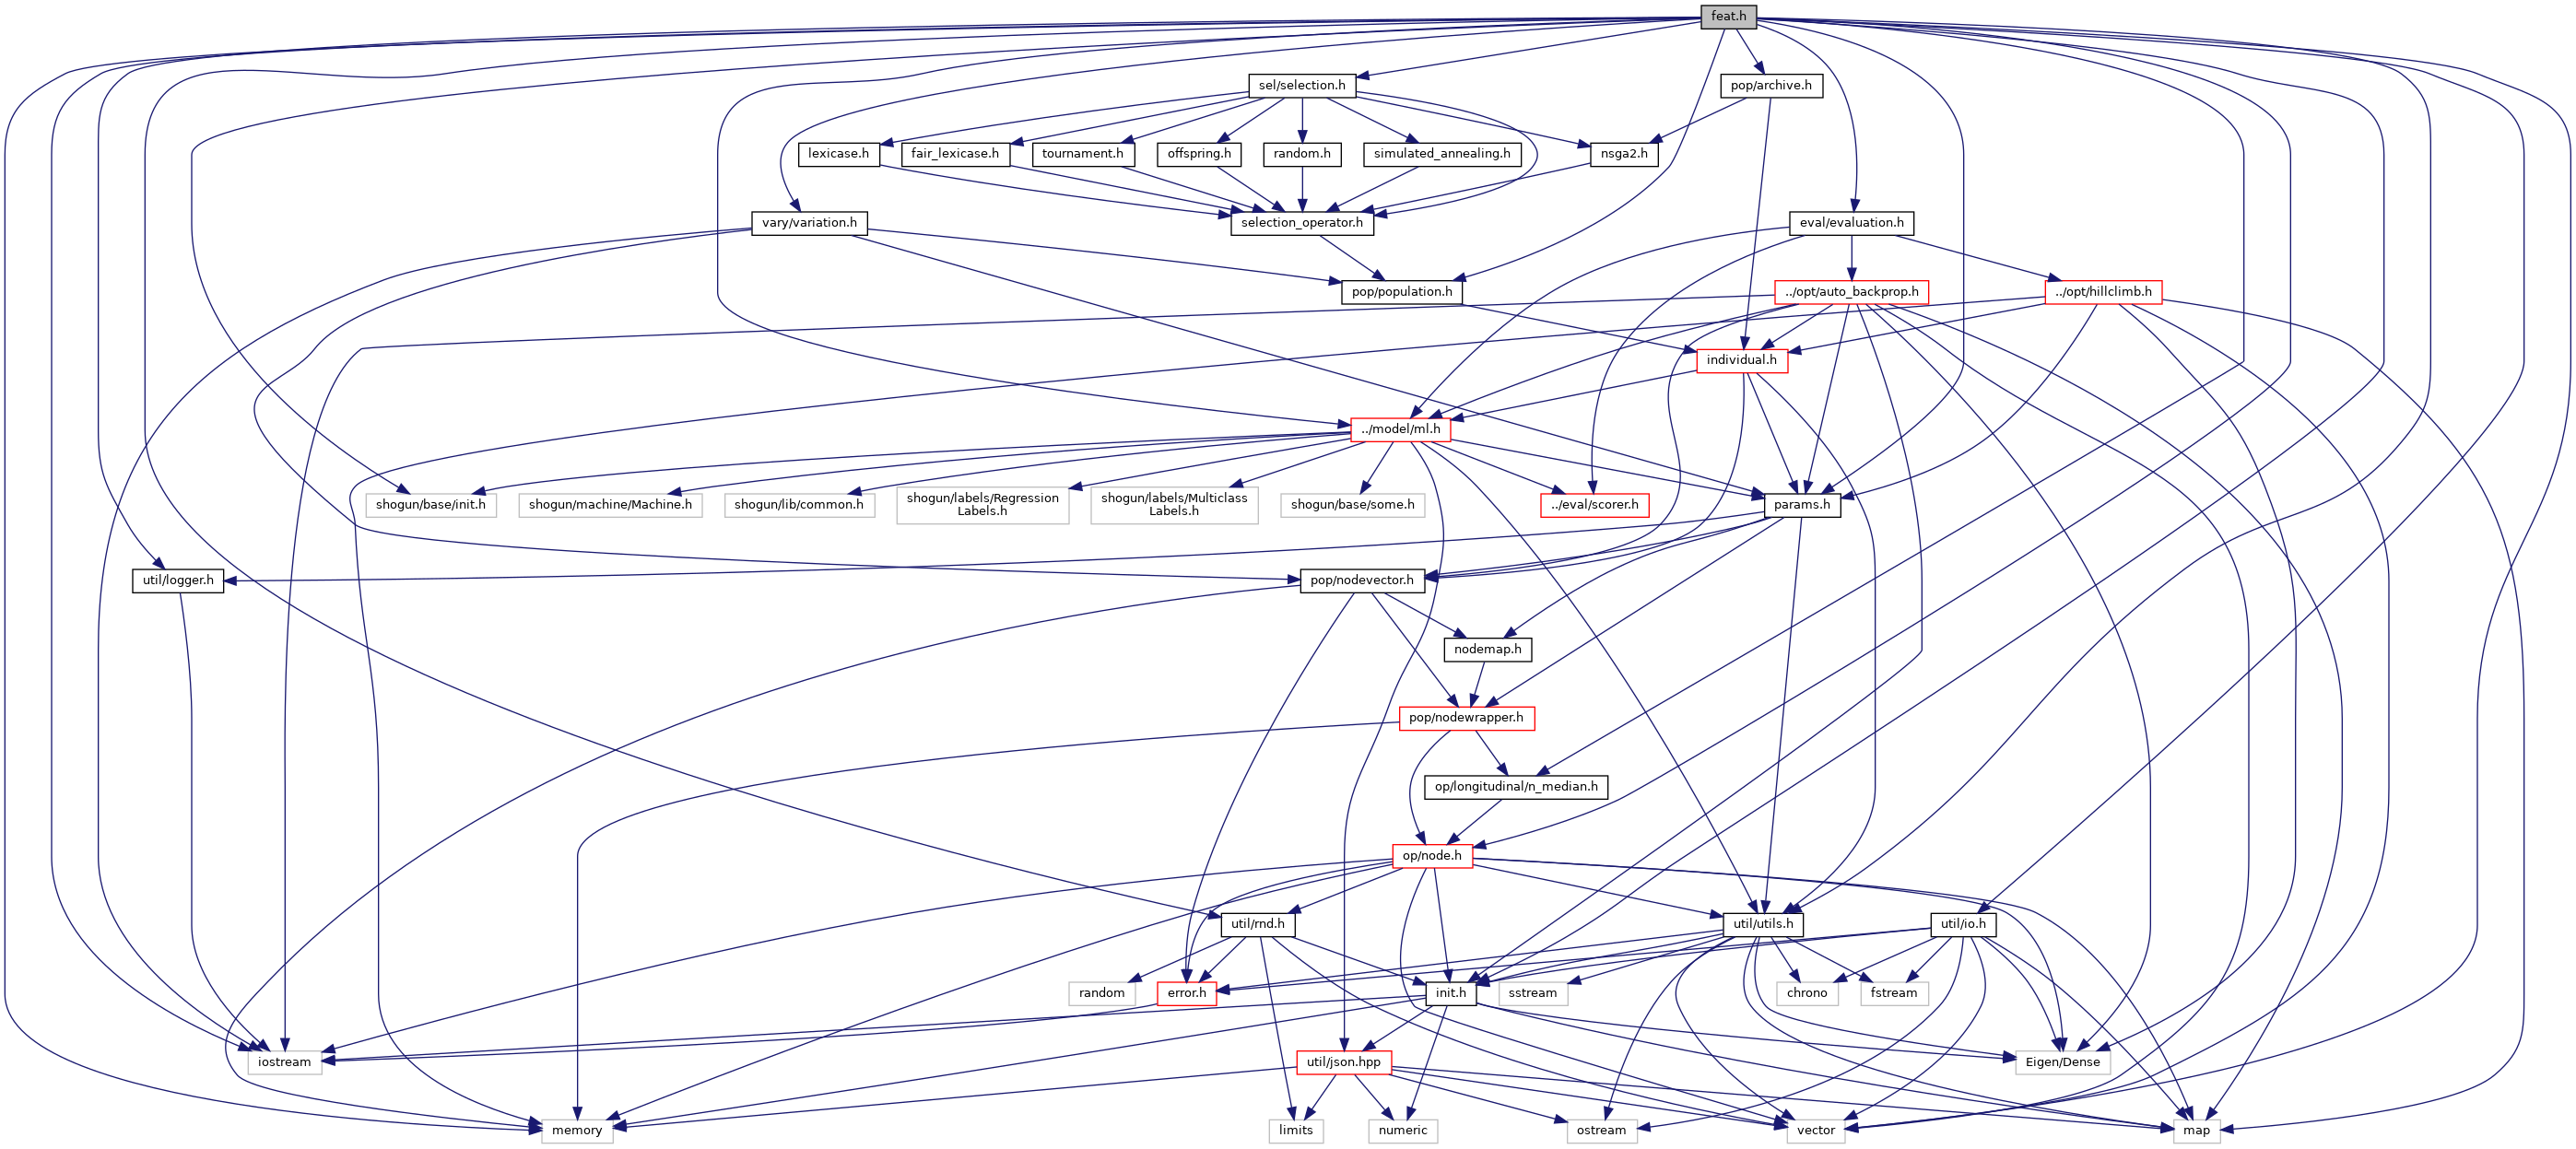 feat.h
sel/selection.h
pop/archive.h
lexicase.h
fair_lexicase.h
tournament.h
offspring.h
random.h
simulated_annealing.h
nsga2.h
vary/variation.h
selection_operator.h
eval/evaluation.h
pop/population.h
../opt/auto_backprop.h
../opt/hillclimb.h
individual.h
../model/ml.h
shogun/base/init.h
shogun/machine/Machine.h
shogun/lib/common.h
shogun/labels/Regression
Labels.h
shogun/labels/Multiclass
Labels.h
shogun/base/some.h
../eval/scorer.h
params.h
util/logger.h
pop/nodevector.h
nodemap.h
pop/nodewrapper.h
op/longitudinal/n_median.h
op/node.h
util/rnd.h
util/utils.h
util/io.h
random
error.h
init.h
sstream
chrono
fstream
iostream
util/json.hpp
Eigen/Dense
memory
limits
numeric
ostream
vector
map